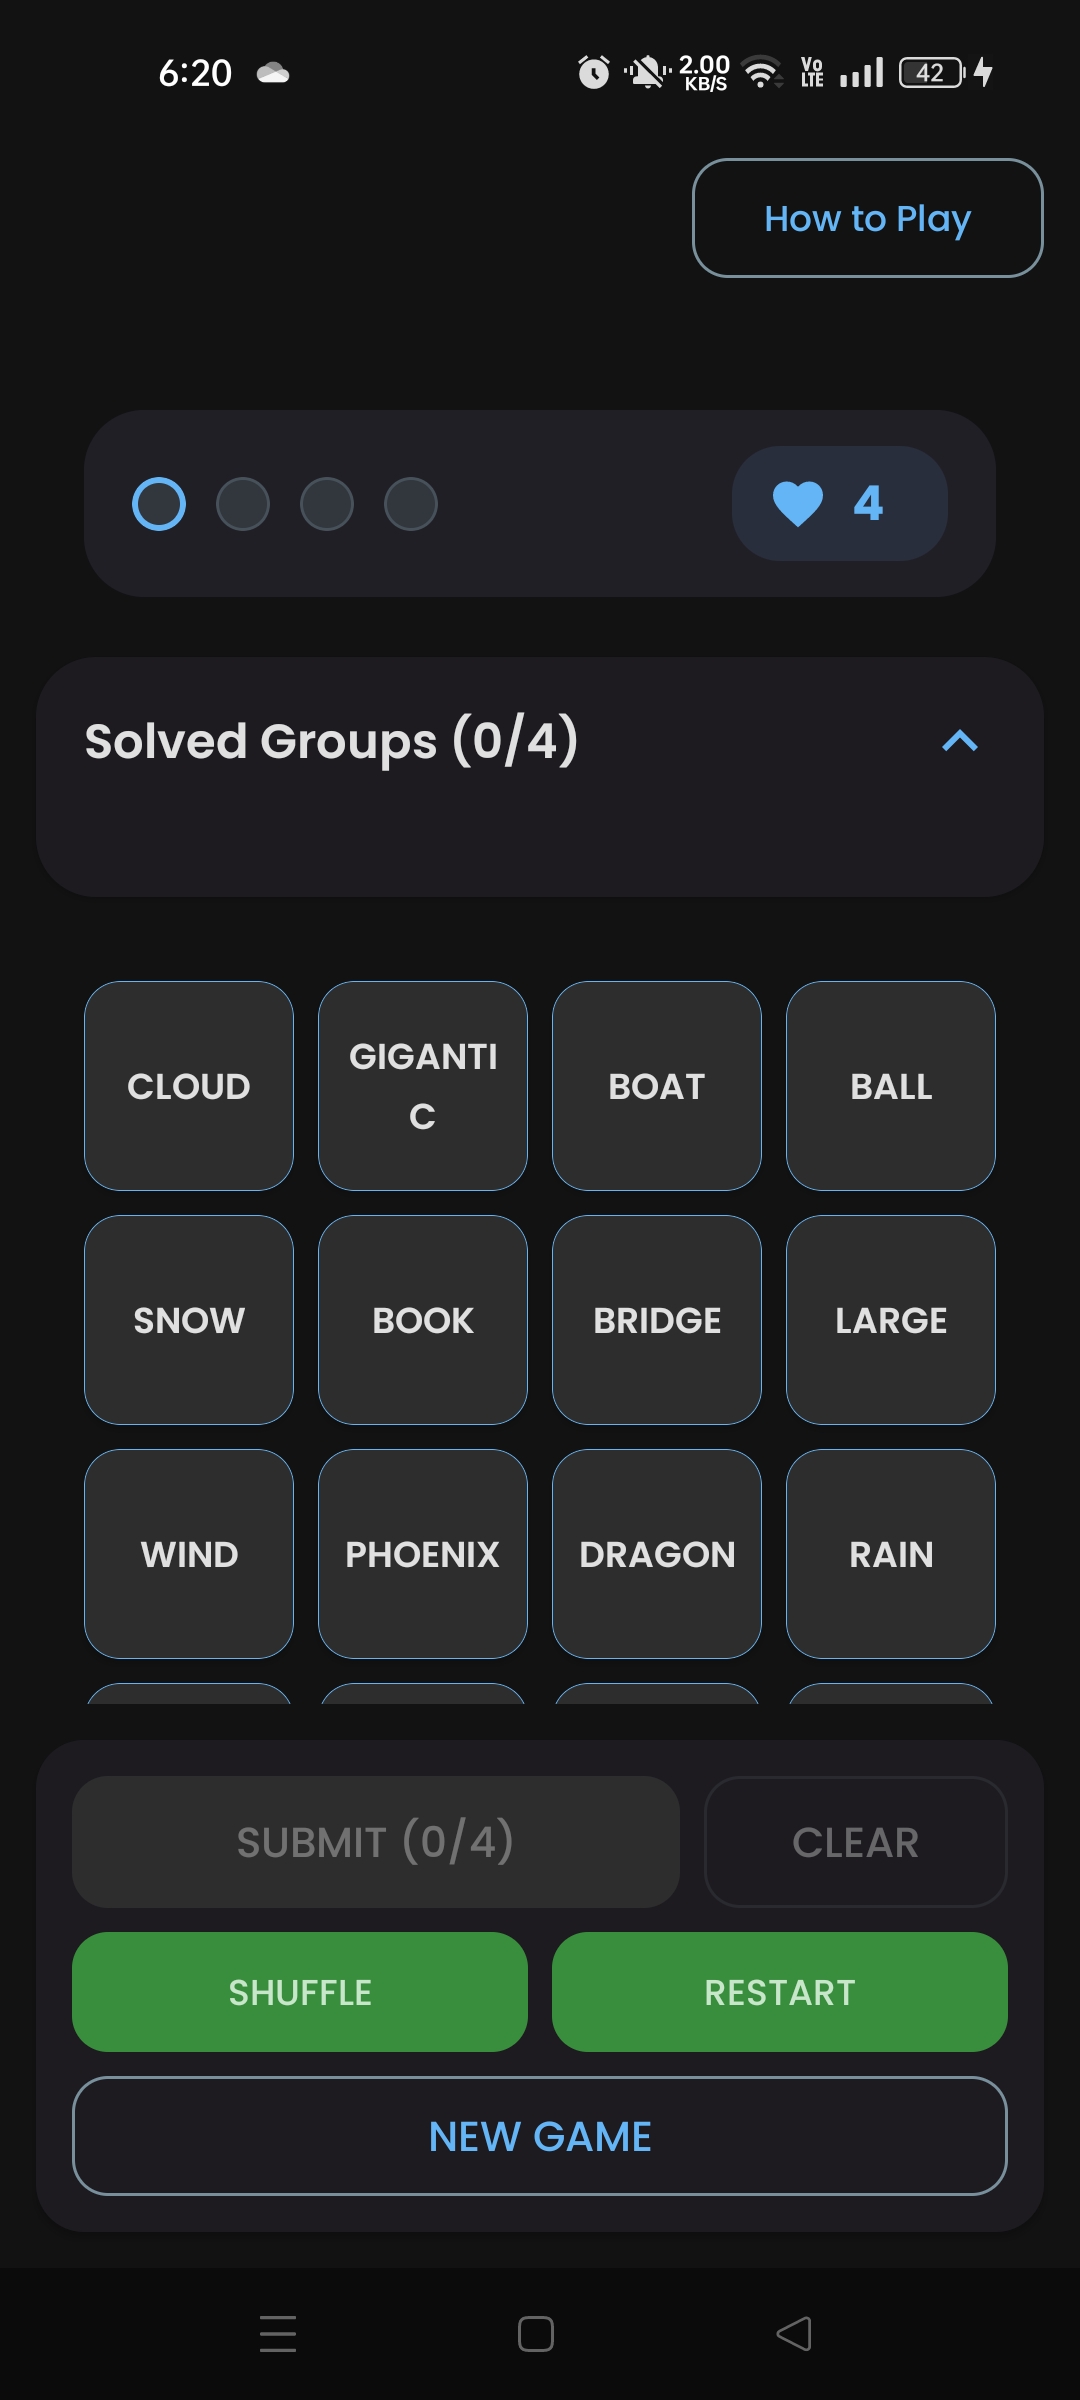 6:20
2.00
KB/S
Vo
LTE
42
How to Play
4
Solved Groups (0/4)
CLOUD
GIGANTI
C
BOAT
BALL
SNOW
BOOK
BRIDGE
LARGE
WIND
PHOENIX
DRAGON
RAIN
SUBMIT (0/4)
CLEAR
SHUFFLE
RESTART
NEW GAME